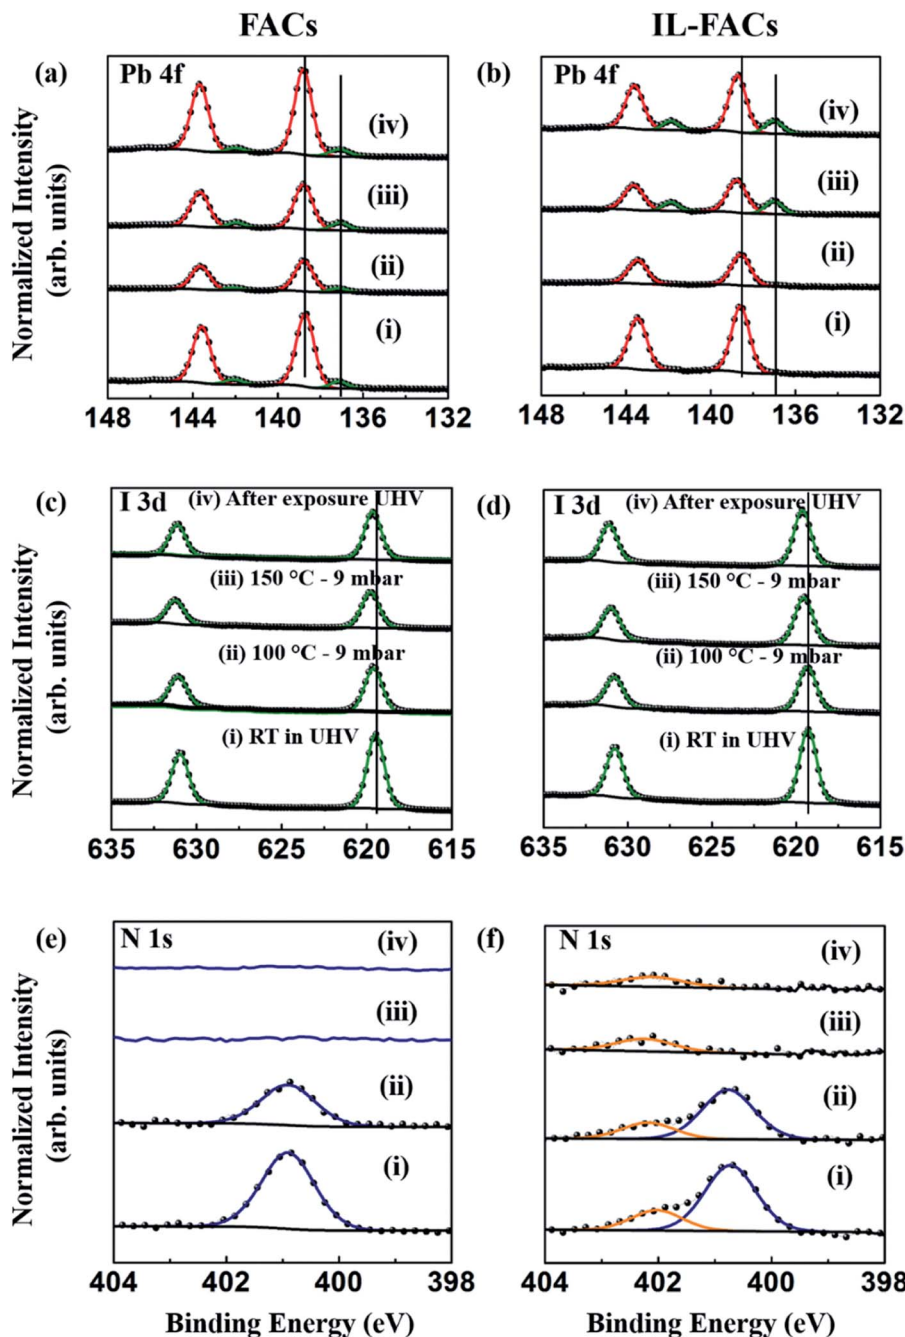 FACs
IL-FACs
(a)
Pb 4f
(iv)
(iii)
(ii)
(i)
148 144 140 136 132
(b)
Pb 4f
(iv)
(iii)
(ii)
(i)
148 144 140 136 132
Normalized Intensity
(arb. units)
(c)
I 3d
(iv) After exposure UHV
(iii) 150 °C - 9 mbar
(ii) 100 °C - 9 mbar
(i) RT in UHV
635 630 625 620 615
(d)
I 3d
(iv) After exposure UHV
(iii) 150 °C - 9 mbar
(ii) 100 °C - 9 mbar
(i) RT in UHV
635 630 625 620 615
Normalized Intensity
(arb. units)
(e)
N 1s
(iv)
(iii)
(ii)
(i)
404 402 400 398
Binding Energy (eV)
(f)
N 1s
(iv)
(iii)
(ii)
(i)
404 402 400 398
Binding Energy (eV)
Normalized Intensity
(arb. units)